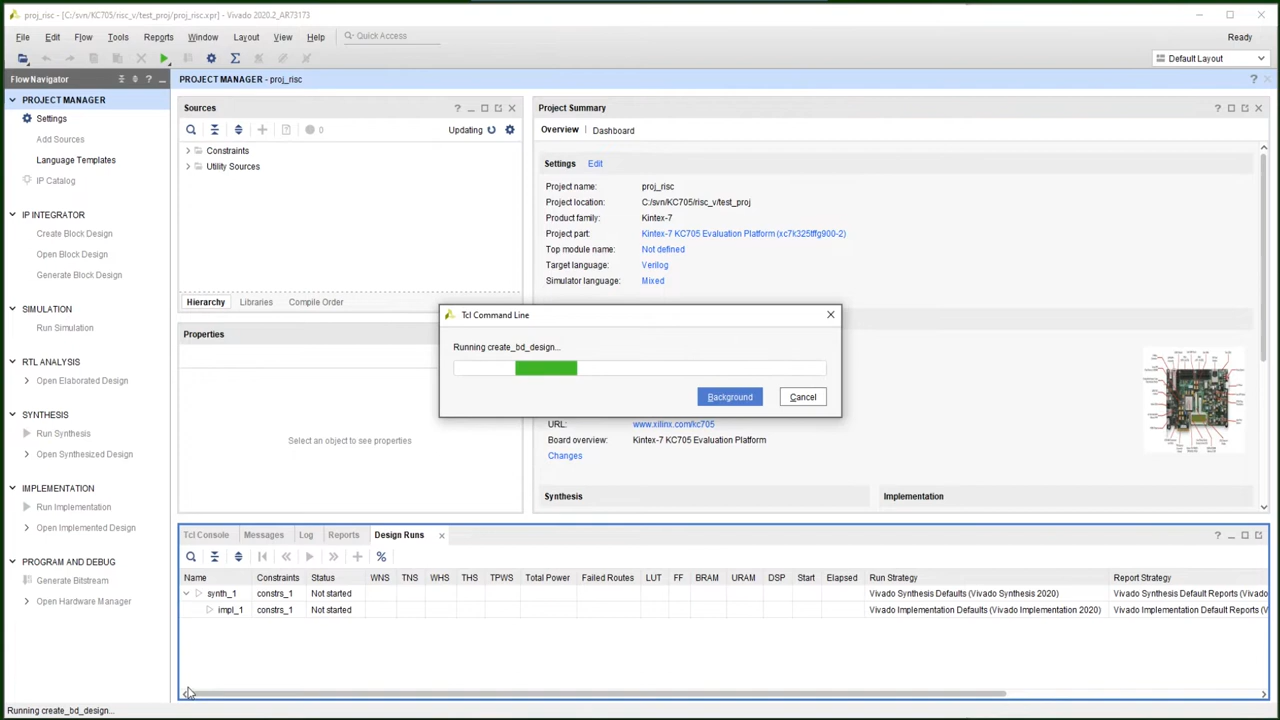 proj_risc - [C:/svn/KC705/risc_v/test_proj/proj_risc.xpr] - Vivado 2020.2_AR73173
File Edit Flow Tools Reports Window Layout View Help Quick Access Ready
Default Layout
Flow Navigator
PROJECT MANAGER - proj_risc
PROJECT MANAGER
Settings
Add Sources
Language Templates
IP Catalog
IP INTEGRATOR
Create Block Design
Open Block Design
Generate Block Design
SIMULATION
Run Simulation
RTL ANALYSIS
Open Elaborated Design
SYNTHESIS
Run Synthesis
Open Synthesized Design
IMPLEMENTATION
Run Implementation
Open Implemented Design
PROGRAM AND DEBUG
Generate Bitstream
Open Hardware Manager
Sources
0 Updating
Constraints
Utility Sources
Hierarchy Libraries Compile Order
Properties
Select an object to see properties
Project Summary
Overview Dashboard
Settings Edit
Project name: proj_risc
Project location: C:/svn/KC705/risc_v/test_proj
Product family: Kintex-7
Project part: Kintex-7 KC705 Evaluation Platform (xc7k325tffg900-2)
Top module name: Not defined
Target language: Verilog
Simulator language: Mixed
Tcl Command Line
Running create_bd_design...
Background Cancel
URL: www.xilinx.com/kc705
Board overview: Kintex-7 KC705 Evaluation Platform
Changes
Synthesis Implementation
Tcl Console Messages Log Reports Design Runs
Name Constraints Status WNS TNS WHS THS TPWS Total Power Failed Routes LUT FF BRAM URAM DSP Start Elapsed Run Strategy Report Strategy
synth_1 constrs_1 Not started Vivado Synthesis Defaults (Vivado Synthesis 2020) Vivado Synthesis Default Reports (Vivado
impl_1 constrs_1 Not started Vivado Implementation Defaults (Vivado Implementation 2020) Vivado Implementation Default Reports (V
Running create_bd_design...